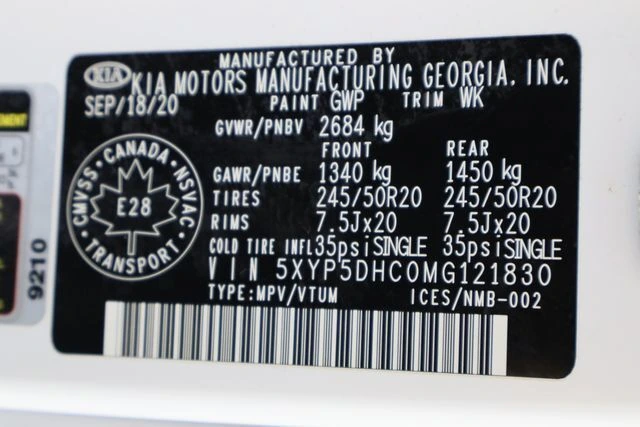 MANUFACTURED BY
KIA KIA MOTORS MANUFACTURING GEORGIA, INC.
SEP/18/20 PAINT GWP TRIM WK
GVWR/PNBV 2684 kg
FRONT REAR
GAWR/PNBE 1340 kg 1450 kg
TIRES 245/50R20 245/50R20
RIMS 7.5Jx20 7.5Jx20
COLD TIRE INFL 35psi SINGLE 35psi SINGLE
VIN 5XYP5DHC0MG121830
TYPE:MPV/VTUM ICES/NMB-002
CANADA
CMVSS NSVAC
E28
TRANSPORT
9210